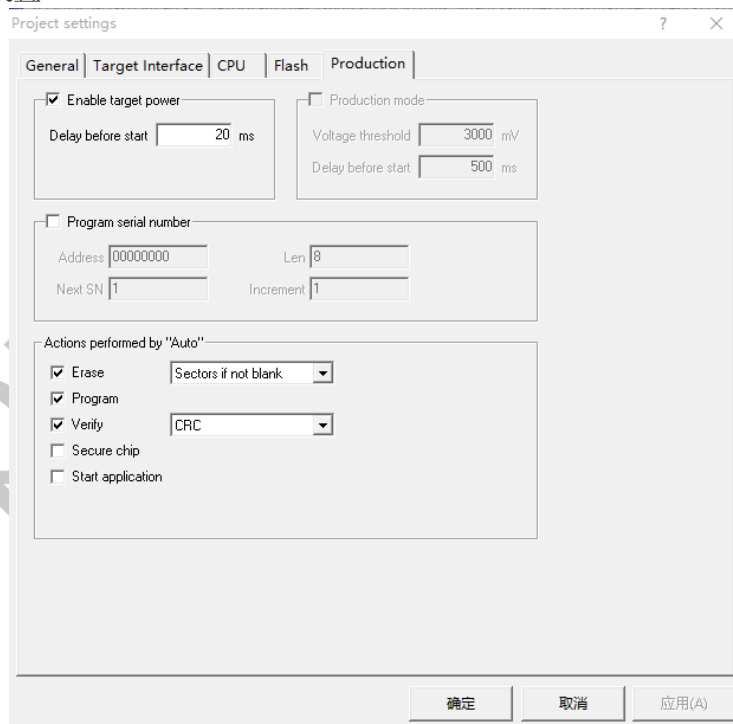 Project settings ? ×
General Target Interface CPU Flash Production
Enable target power
Delay before start 20 ms
Production mode
Voltage threshold 3000 mV
Delay before start 500 ms
Program serial number
Address 00000000 Len 8
Next SN 1 Increment 1
Actions performed by "Auto"
Erase Sectors if not blank
Program
Verify CRC
Secure chip
Start application
确定 取消 应用(A)